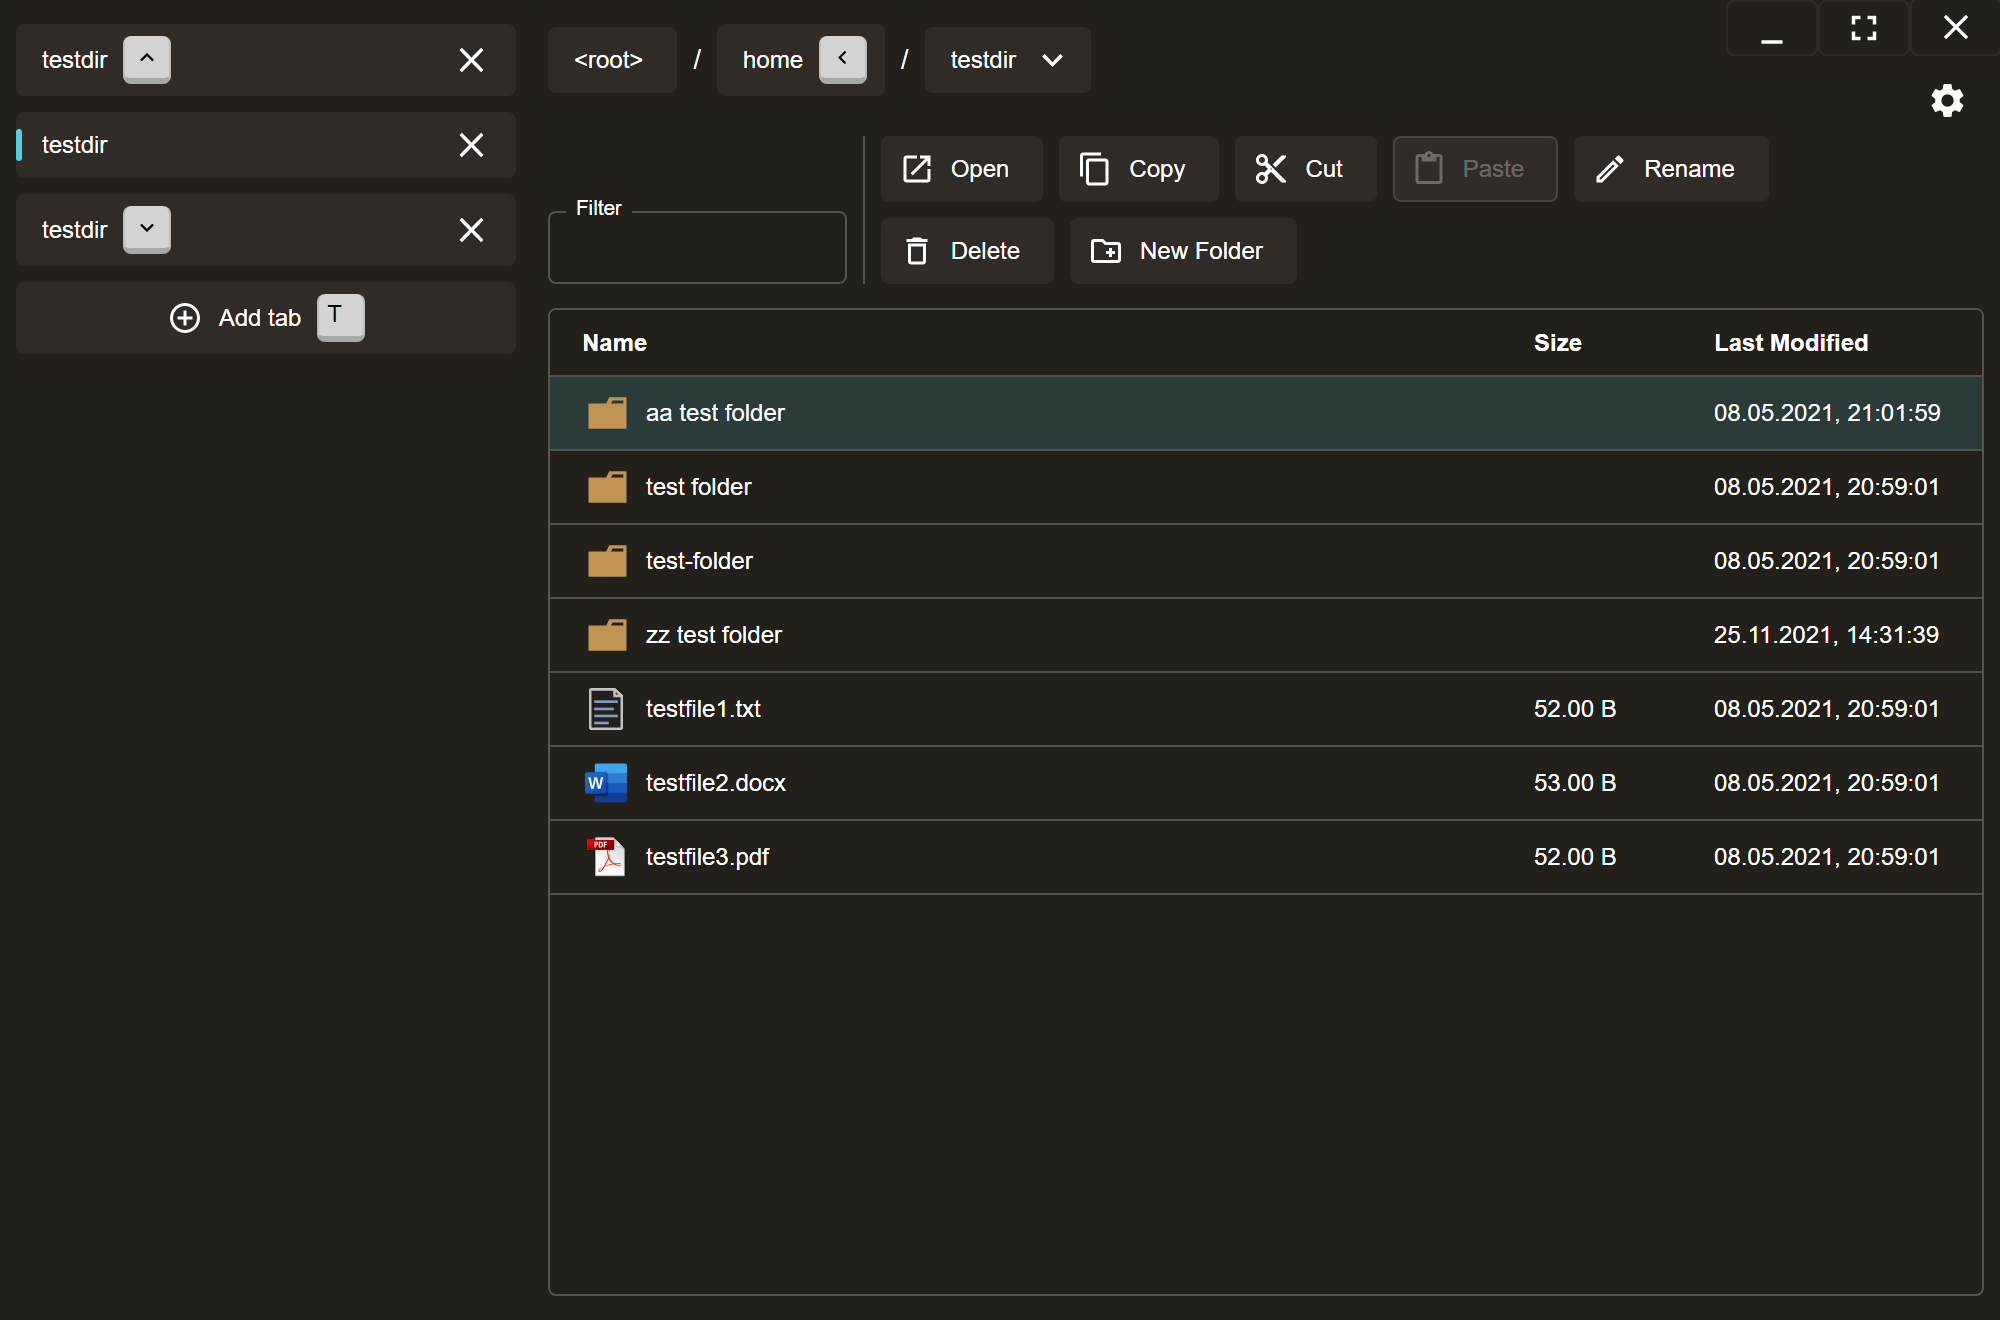 testdir
testdir
testdir
Add tab T
<root> / home / testdir
Filter
Open Copy Cut Paste Rename
Delete New Folder
Name Size Last Modified
aa test folder 08.05.2021, 21:01:59
test folder 08.05.2021, 20:59:01
test-folder 08.05.2021, 20:59:01
zz test folder 25.11.2021, 14:31:39
testfile1.txt 52.00 B 08.05.2021, 20:59:01
W testfile2.docx 53.00 B 08.05.2021, 20:59:01
PDF testfile3.pdf 52.00 B 08.05.2021, 20:59:01